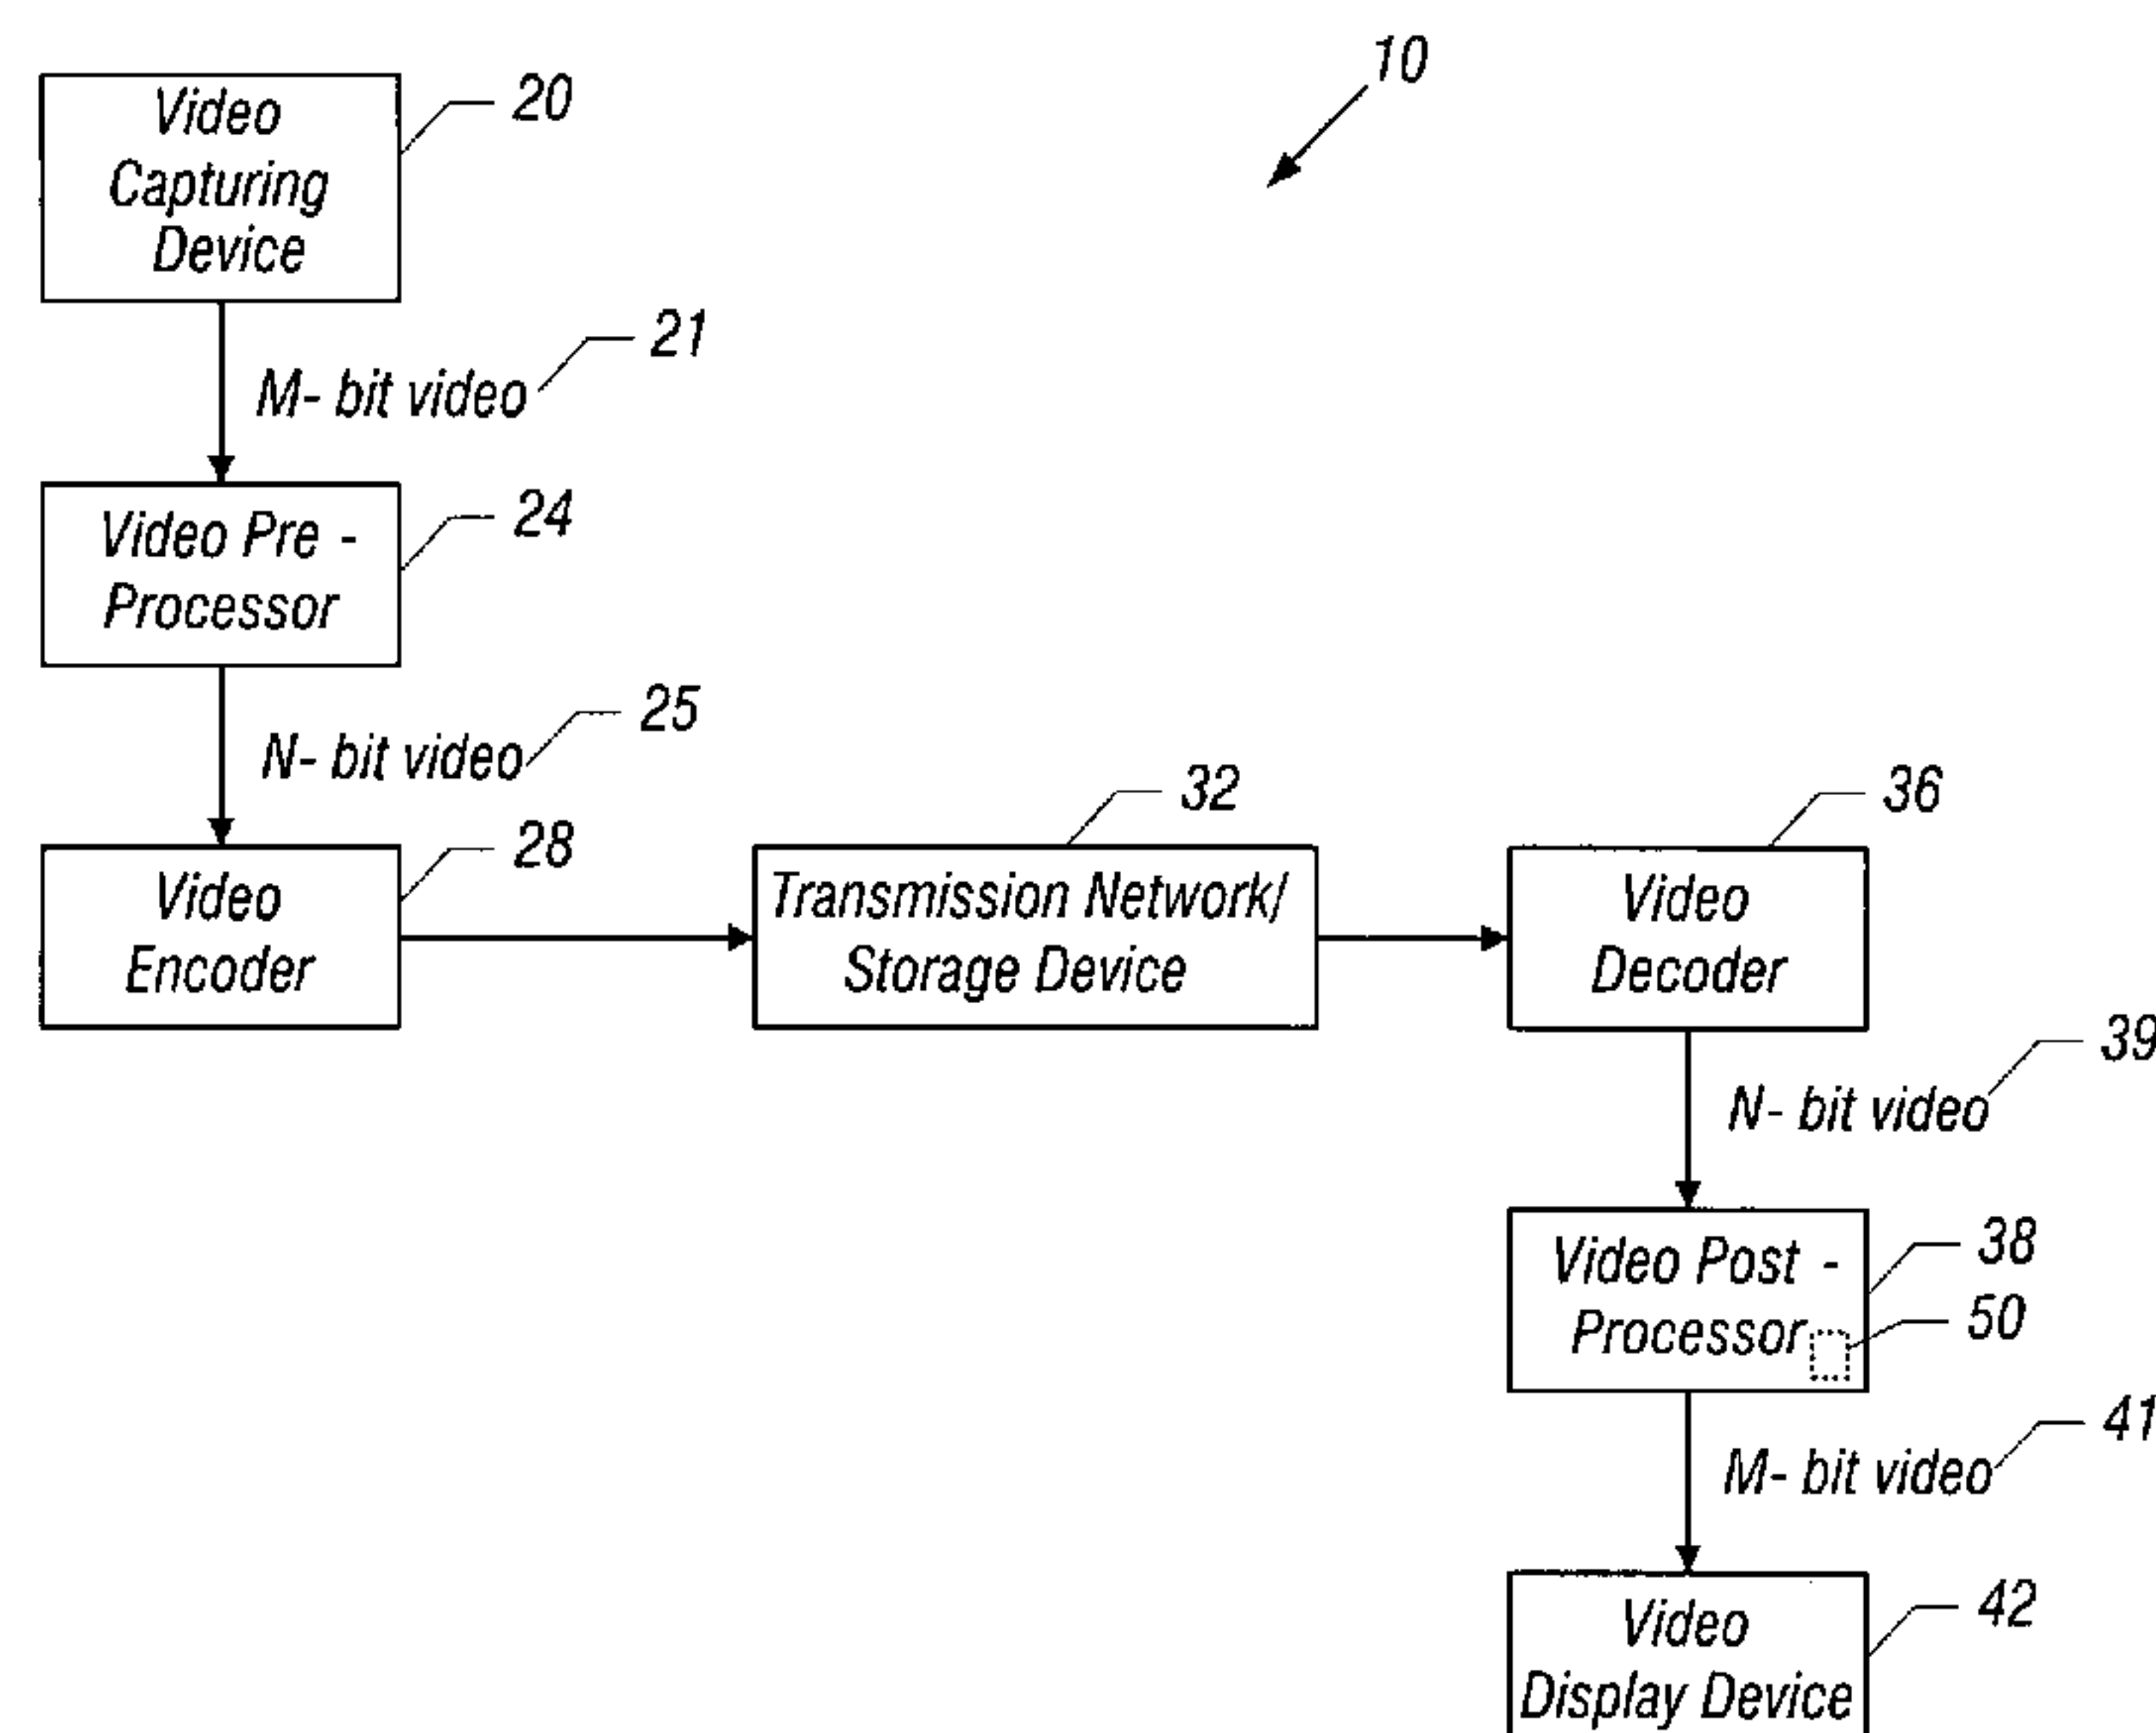 10
Video
Capturing
Device
20
M- bit video
21
Video Pre -
Processor
24
N- bit video
25
Video
Encoder
28
Transmission Network/
Storage Device
32
Video
Decoder
36
N- bit video
39
Video Post -
Processor
38
50
M- bit video
41
Video
Display Device
42